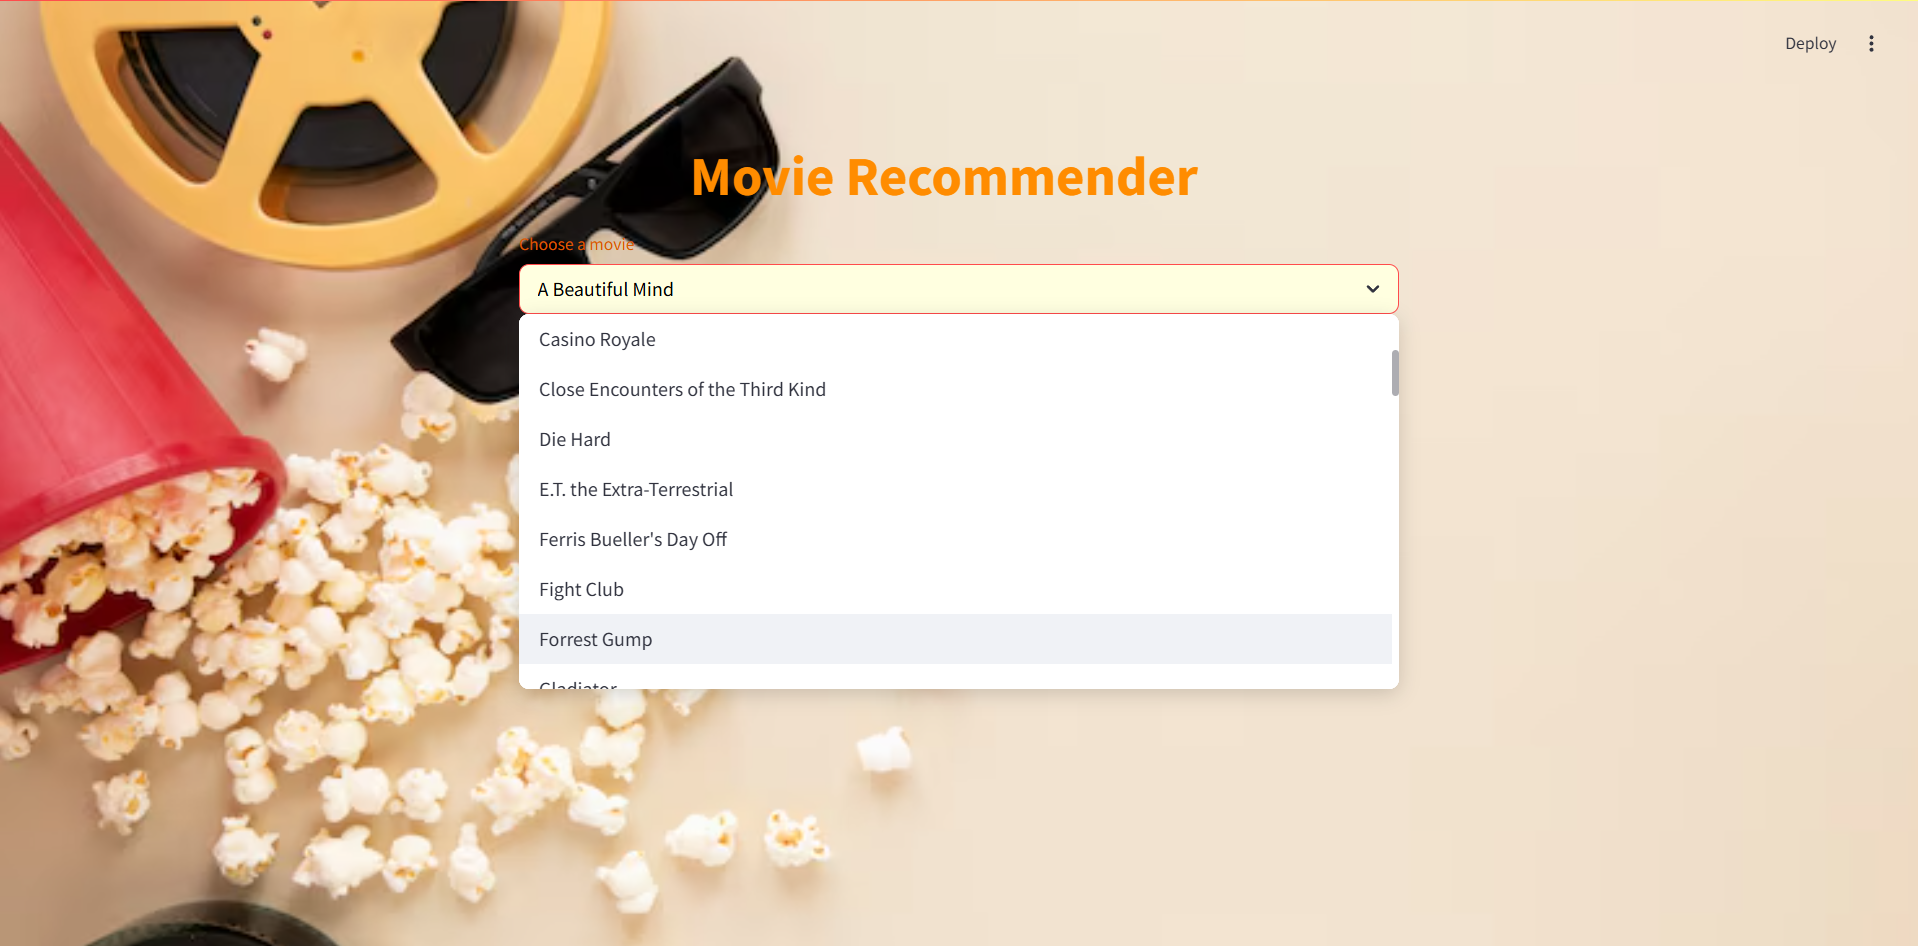 Deploy
Movie Recommender
Choose a movie
A Beautiful Mind
Casino Royale
Close Encounters of the Third Kind
Die Hard
E.T. the Extra-Terrestrial
Ferris Bueller's Day Off
Fight Club
Forrest Gump
Gladiator